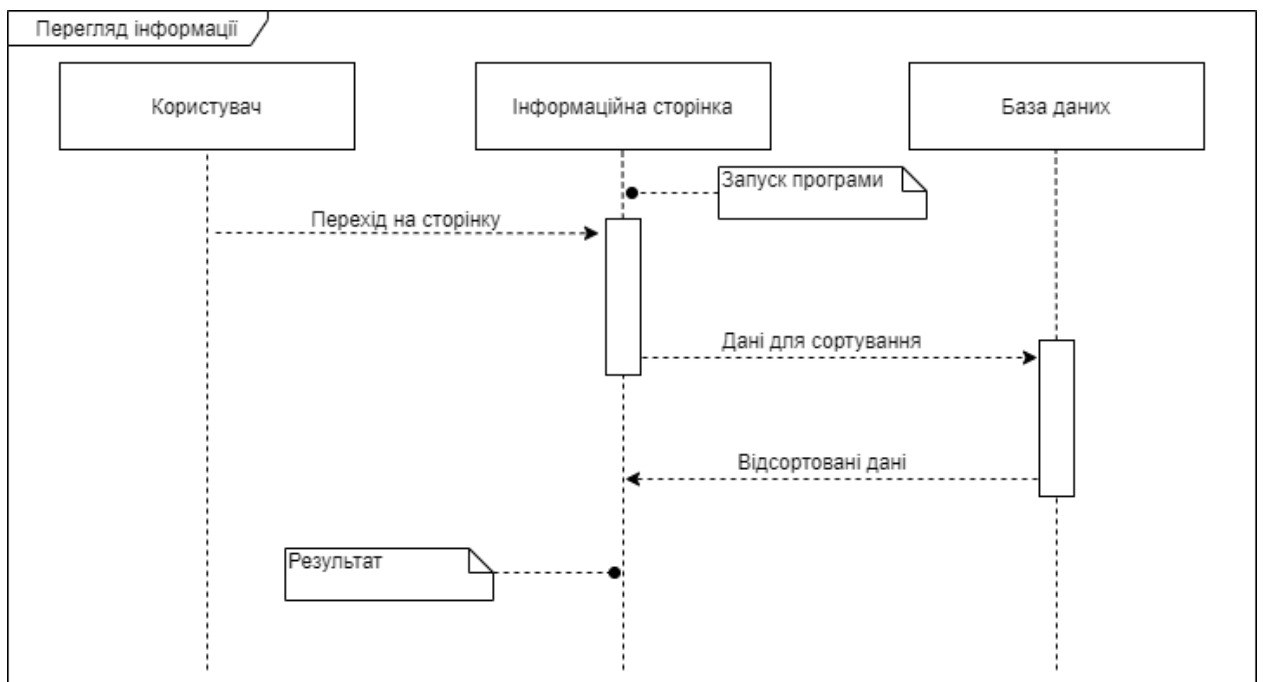 Перегляд інформації
Користувач
Інформаційна сторінка
База даних
Запуск програми
Перехід на сторінку
Дані для сортування
Відсортовані дані
Результат